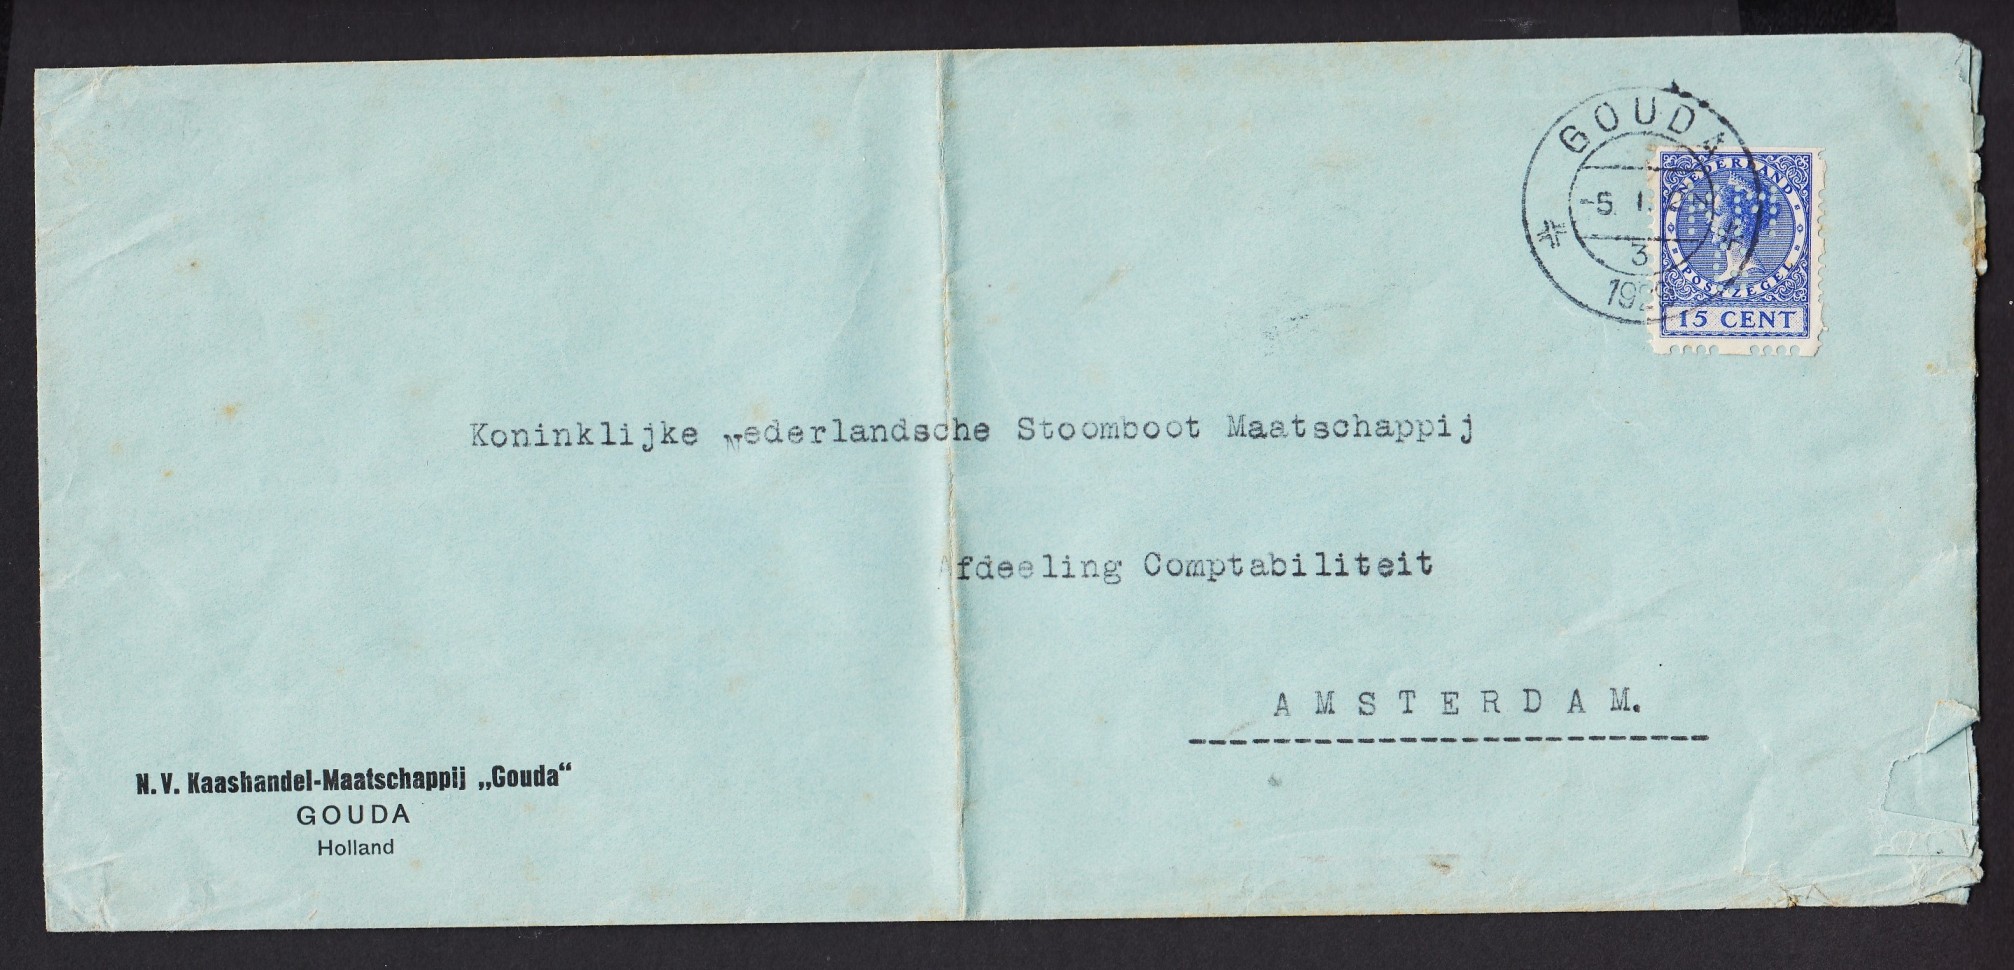 GOUDA
-5. 1.
3
NEDERLAND
POSTZEGEL
15 CENT
Koninklijke Nederlandsche Stoomboot Maatschappij
Afdeeling Comptabiliteit
AMSTERDAM.
N.V. Kaashandel-Maatschappij „Gouda“
GOUDA
Holland